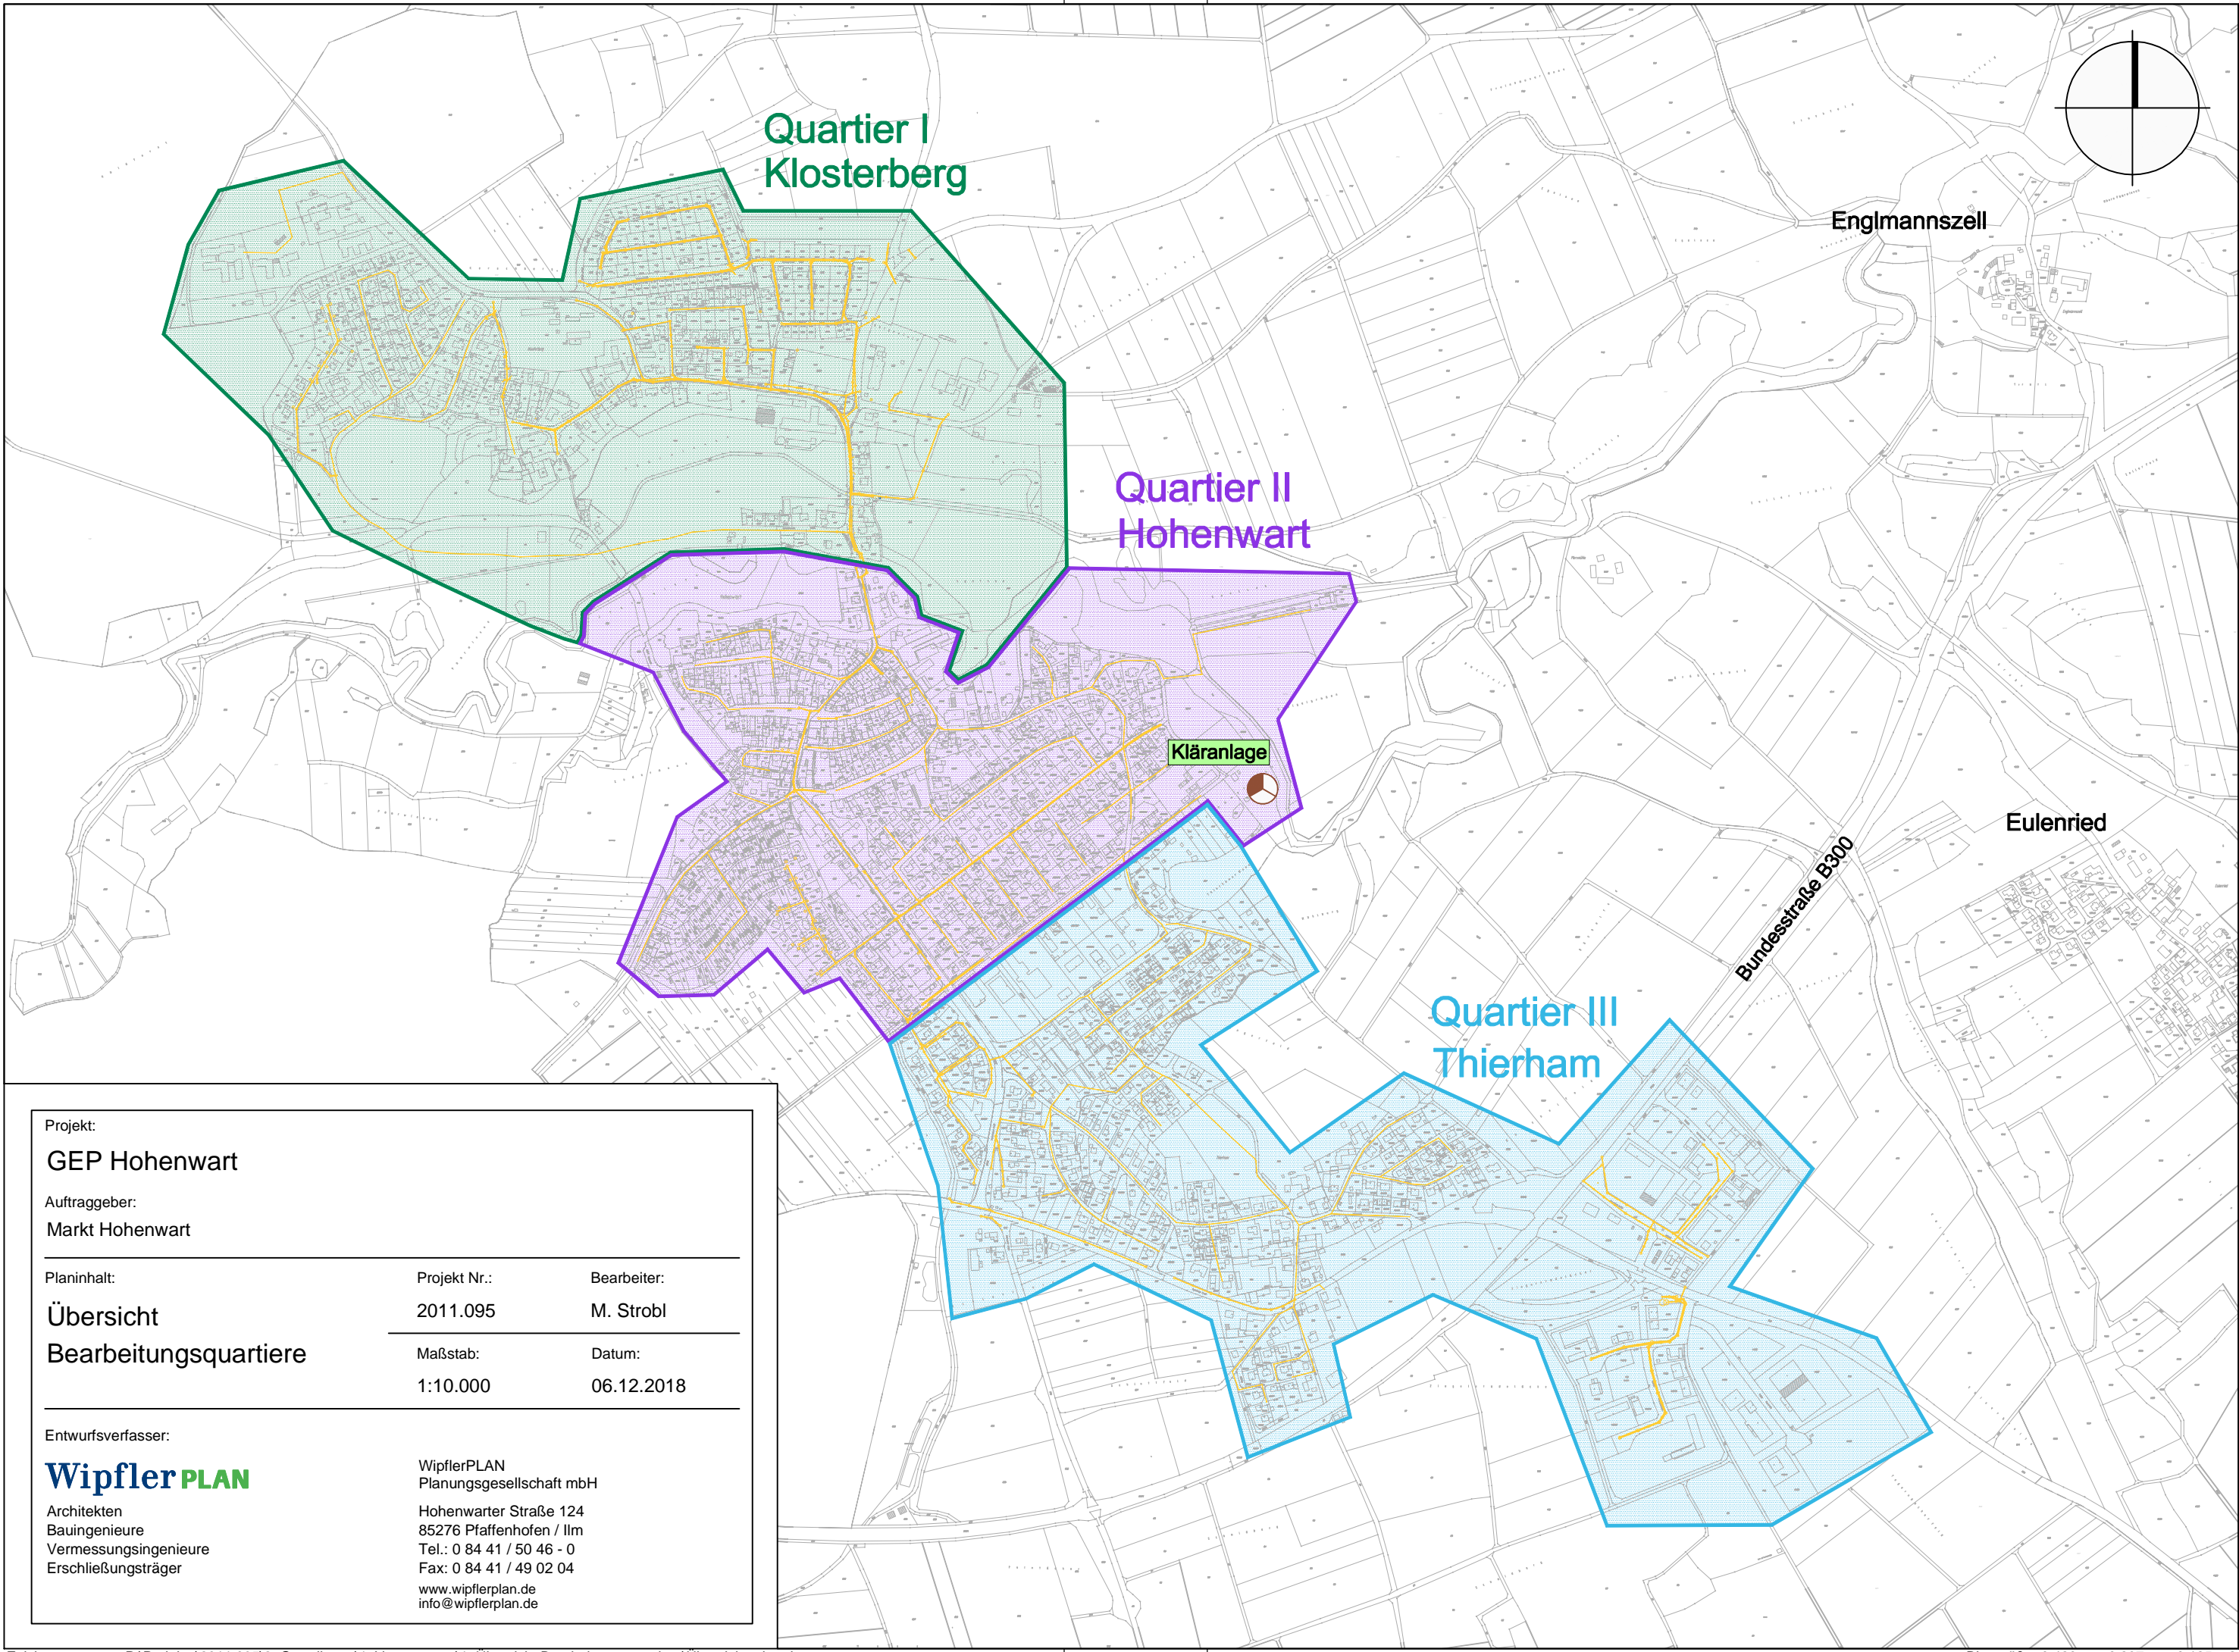 Quartier I
Klosterberg
Englmannszell
Quartier II
Hohenwart
Kläranlage
Eulenried
Bundesstraße B300
Quartier III
Thierham
Projekt:
GEP Hohenwart
Auftraggeber:
Markt Hohenwart
Planinhalt:
Projekt Nr.:
Bearbeiter:
Übersicht
2011.095
M. Strobl
Bearbeitungsquartiere
Maßstab:
Datum:
1:10.000
06.12.2018
Entwurfsverfasser:
WipflerPLAN
WipflerPLAN
Planungsgesellschaft mbH
Architekten
Hohenwarter Straße 124
Bauingenieure
85276 Pfaffenhofen / Ilm
Vermessungsingenieure
Tel.: 0 84 41 / 50 46 - 0
Erschließungsträger
Fax: 0 84 41 / 49 02 04
www.wipflerplan.de
info@wipflerplan.de